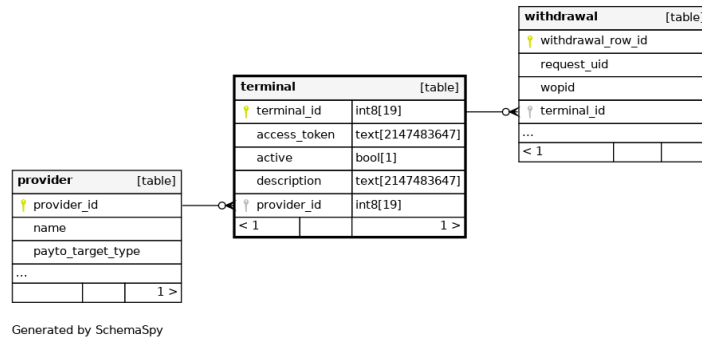 withdrawal [table]
withdrawal_row_id
request_uid
wopid
terminal_id
...
< 1
terminal [table]
terminal_id int8[19]
access_token text[2147483647]
active bool[1]
description text[2147483647]
provider_id int8[19]
< 1 1 >
provider [table]
provider_id
name
payto_target_type
...
1 >
Generated by SchemaSpy